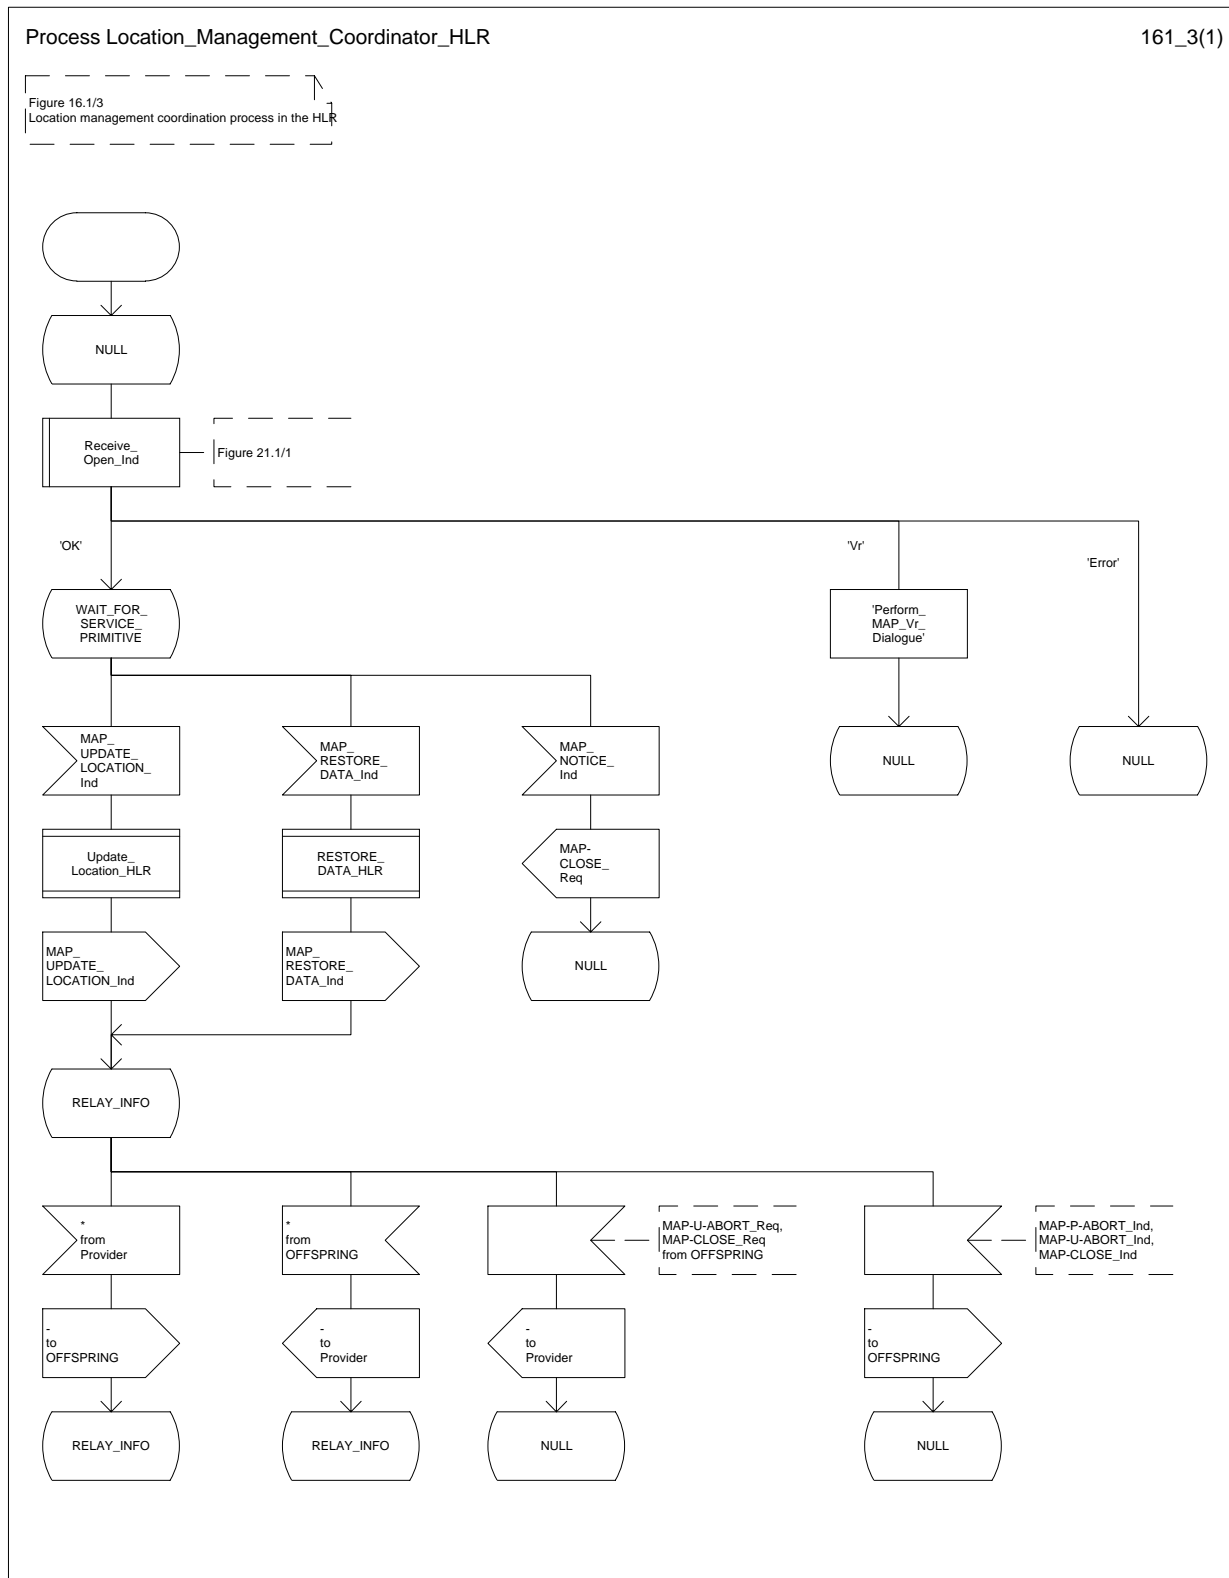 Process Location_Management_Coordinator_HLR
161_3(1)
Figure 16.1/3
Location management coordination process in the HLR
NULL
Receive_
Open_Ind
Figure 21.1/1
'OK'
'Vr'
'Error'
WAIT_FOR_
SERVICE_
PRIMITIVE
'Perform_
MAP_Vr_
Dialogue'
MAP_
UPDATE_
LOCATION_
Ind
MAP_
RESTORE_
DATA_Ind
MAP_
NOTICE_
Ind
NULL
NULL
Update_
Location_HLR
RESTORE_
DATA_HLR
MAP-
CLOSE_
Req
MAP_
UPDATE_
LOCATION_Ind
MAP_
RESTORE_
DATA_Ind
NULL
RELAY_INFO
*
from
Provider
*
from
OFFSPRING
MAP-U-ABORT_Req,
MAP-CLOSE_Req
from OFFSPRING
MAP-P-ABORT_Ind,
MAP-U-ABORT_Ind,
MAP-CLOSE_Ind
-
to
OFFSPRING
-
to
Provider
-
to
Provider
-
to
OFFSPRING
RELAY_INFO
RELAY_INFO
NULL
NULL